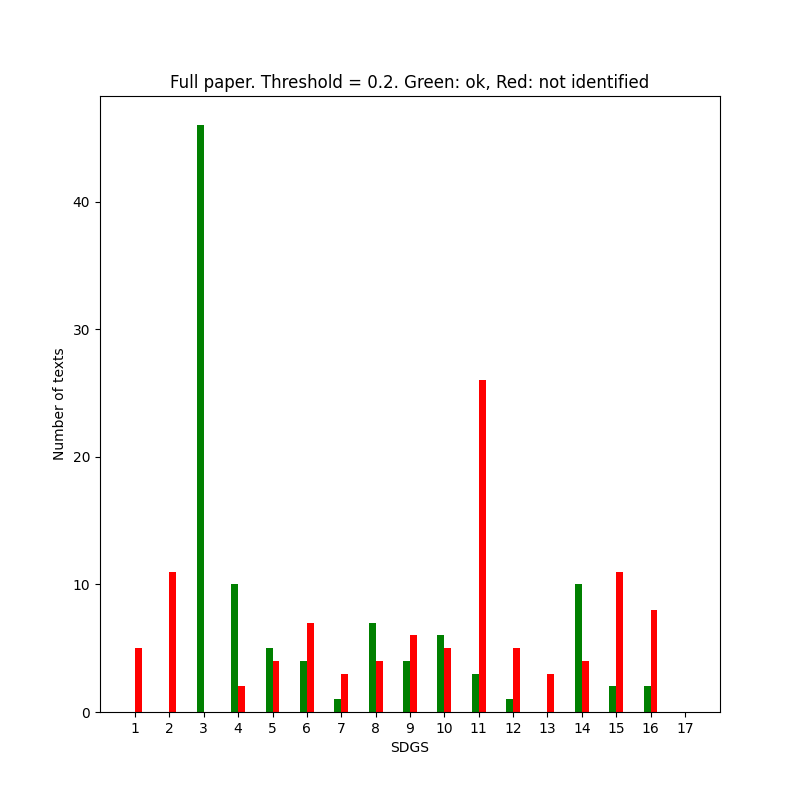 Full paper. Threshold = 0.2. Green: ok, Red: not identified
Number of texts
40
30
20
10
0
1 2 3 4 5 6 7 8 9 10 11 12 13 14 15 16 17
SDGS